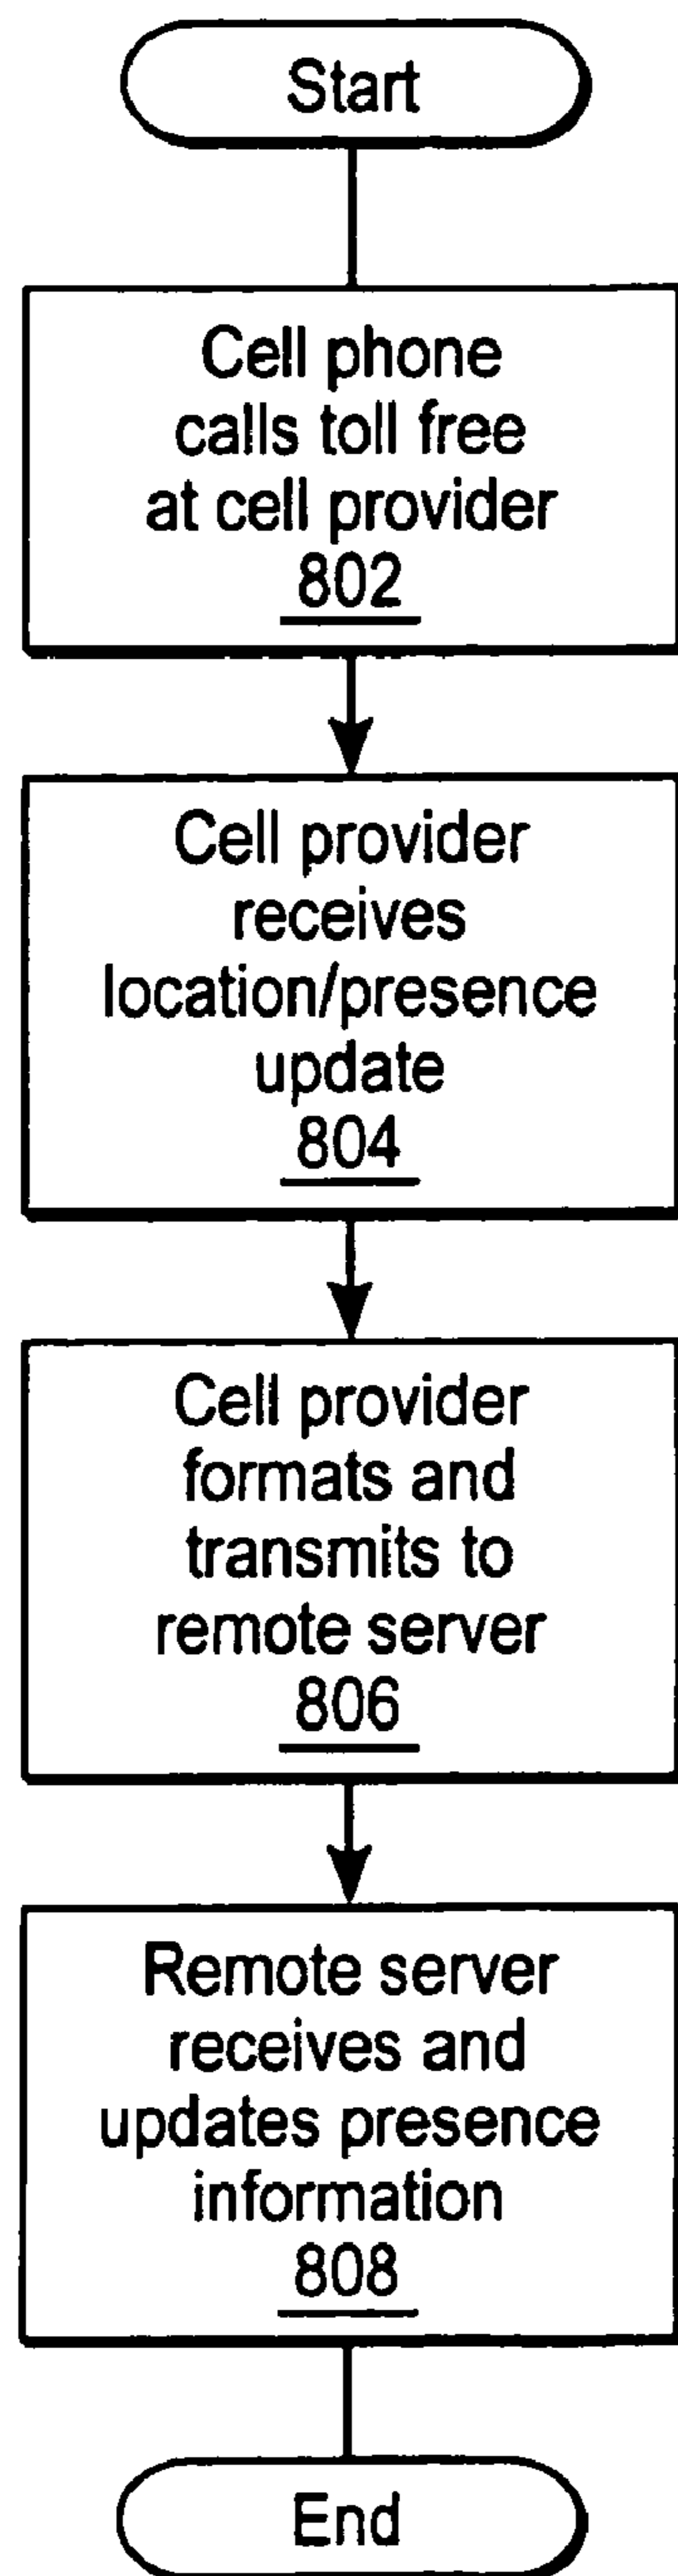 Start
Cell phone
calls toll free
at cell provider
802
Cell provider
receives
location/presence
update
804
Cell provider
formats and
transmits to
remote server
806
Remote server
receives and
updates presence
information
808
End